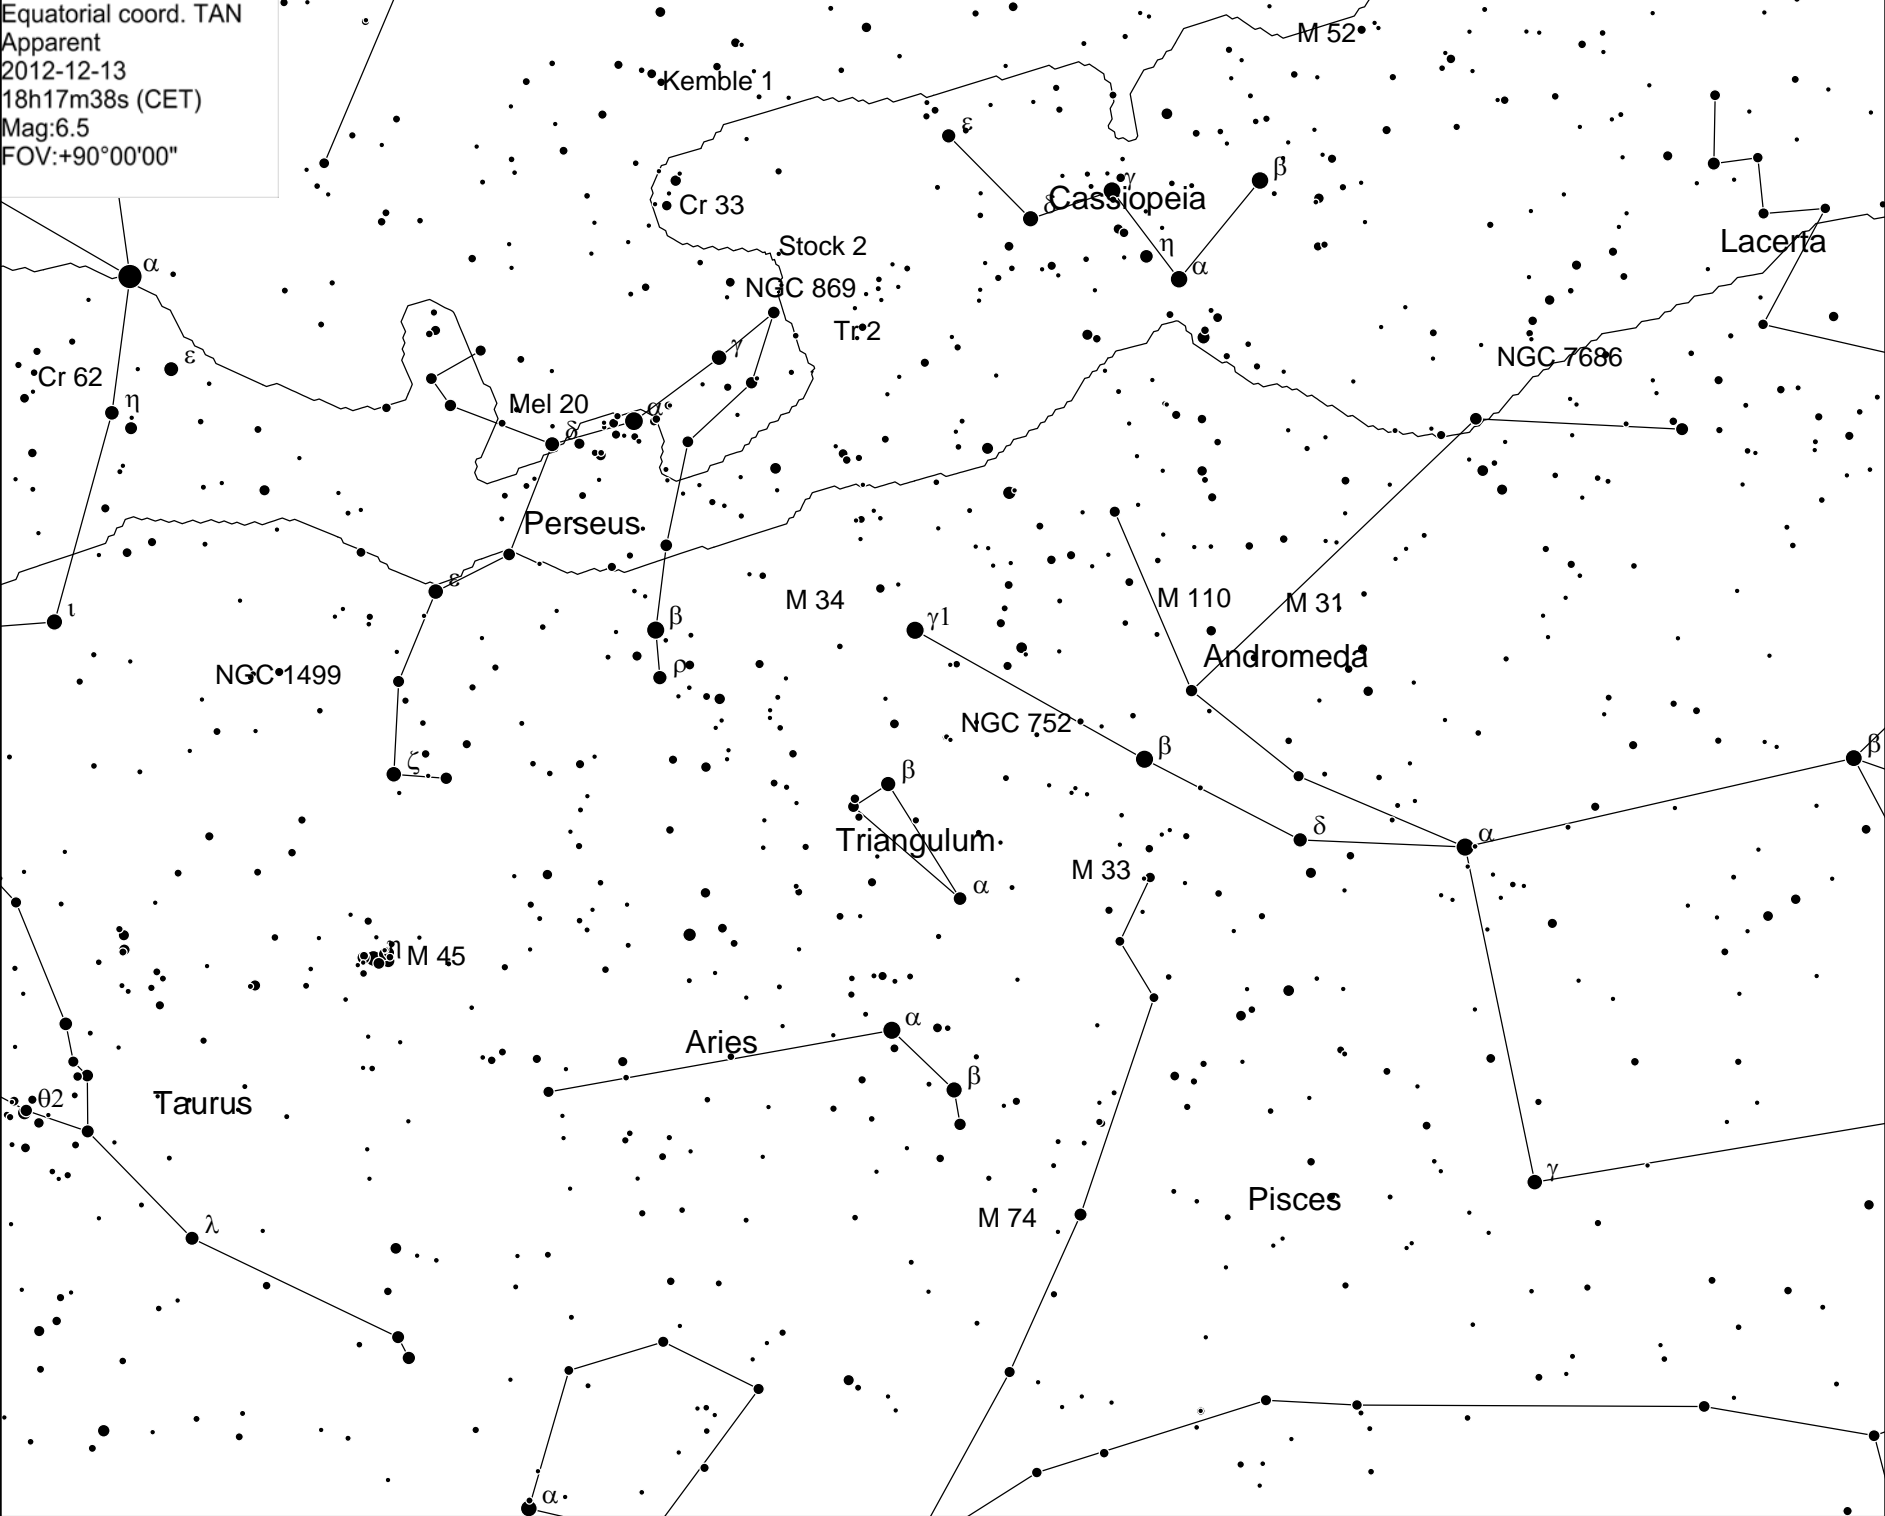 Equatorial coord. TAN
Apparent
2012-12-13
18h17m38s (CET)
Mag:6.5
FOV:+90°00'00"
M 52
Kemble 1
ε
β
γ
Cassiopeia
δ
Cr 33
Lacerta
Stock 2
η
α
α
NGC 869
Tr 2
γ
NGC 7686
ε
Cr 62
η
Mel 20
α
δ
Perseus
ε
M 34
M 110
M 31
ι
β
γ1
Andromeda
ρ
NGC 1499
NGC 752
β
β
ζ
β
δ
α
Triangulum
M 33
α
η
M 45
α
Aries
β
θ2
Taurus
γ
Pisces
M 74
λ
α